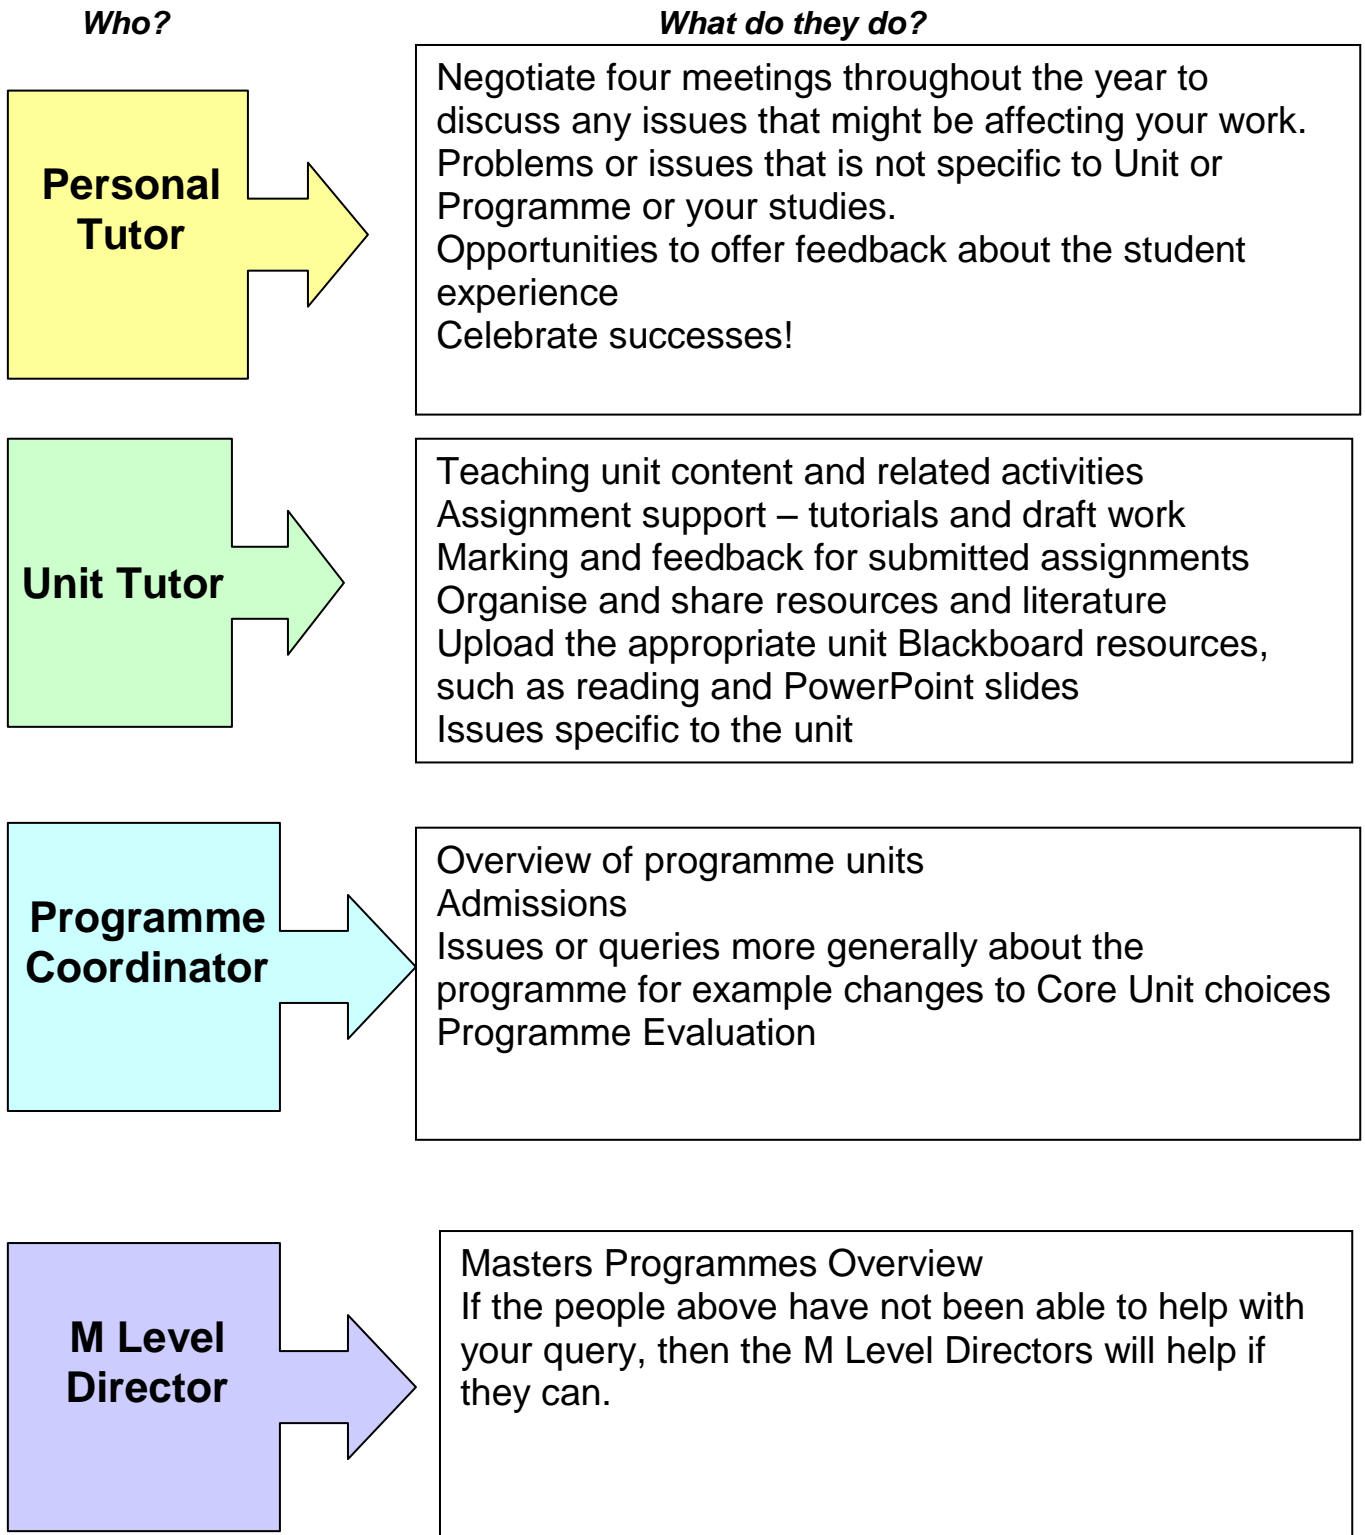 Who?
What do they do?
Personal
Tutor
Negotiate four meetings throughout the year to
discuss any issues that might be affecting your work.
Problems or issues that is not specific to Unit or
Programme or your studies.
Opportunities to offer feedback about the student
experience
Celebrate successes!
Unit Tutor
Teaching unit content and related activities
Assignment support – tutorials and draft work
Marking and feedback for submitted assignments
Organise and share resources and literature
Upload the appropriate unit Blackboard resources,
such as reading and PowerPoint slides
Issues specific to the unit
Programme
Coordinator
Overview of programme units
Admissions
Issues or queries more generally about the
programme for example changes to Core Unit choices
Programme Evaluation
M Level
Director
Masters Programmes Overview
If the people above have not been able to help with
your query, then the M Level Directors will help if
they can.